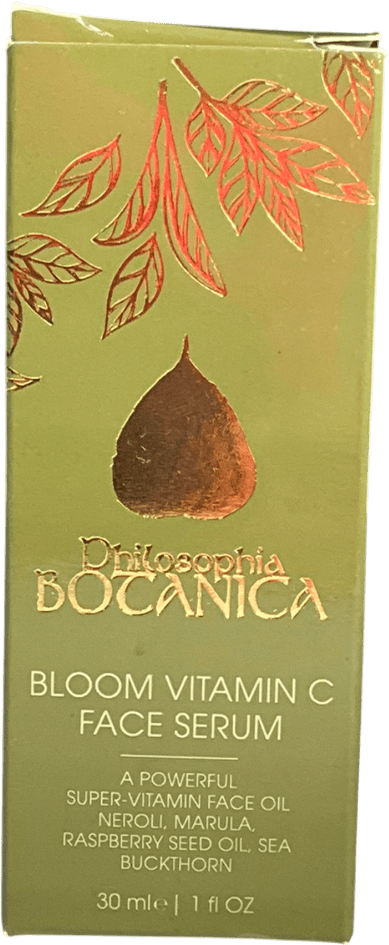 Philosophia
BOTANICA
BLOOM VITAMIN C
FACE SERUM
A POWERFUL
SUPER-VITAMIN FACE OIL
NEROLI, MARULA,
RASPBERRY SEED OIL, SEA
BUCKTHORN
30 ml℮ | 1 fl OZ